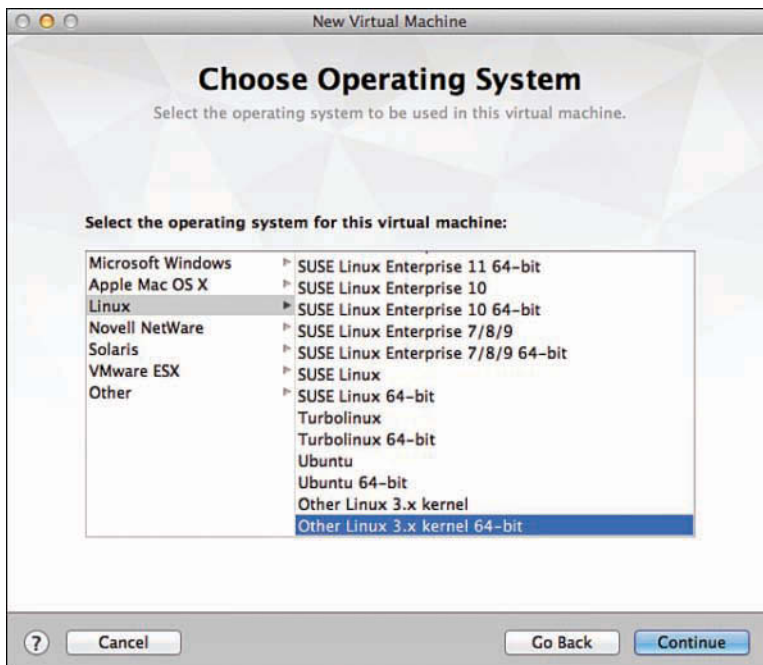 New Virtual Machine
Choose Operating System
Select the operating system to be used in this virtual machine.
Select the operating system for this virtual machine:
Microsoft Windows
Apple Mac OS X
Linux
Novell NetWare
Solaris
VMware ESX
Other
SUSE Linux Enterprise 11 64-bit
SUSE Linux Enterprise 10
SUSE Linux Enterprise 10 64-bit
SUSE Linux Enterprise 7/8/9
SUSE Linux Enterprise 7/8/9 64-bit
SUSE Linux
SUSE Linux 64-bit
Turbolinux
Turbolinux 64-bit
Ubuntu
Ubuntu 64-bit
Other Linux 3.x kernel
Other Linux 3.x kernel 64-bit
?
Cancel
Go Back
Continue